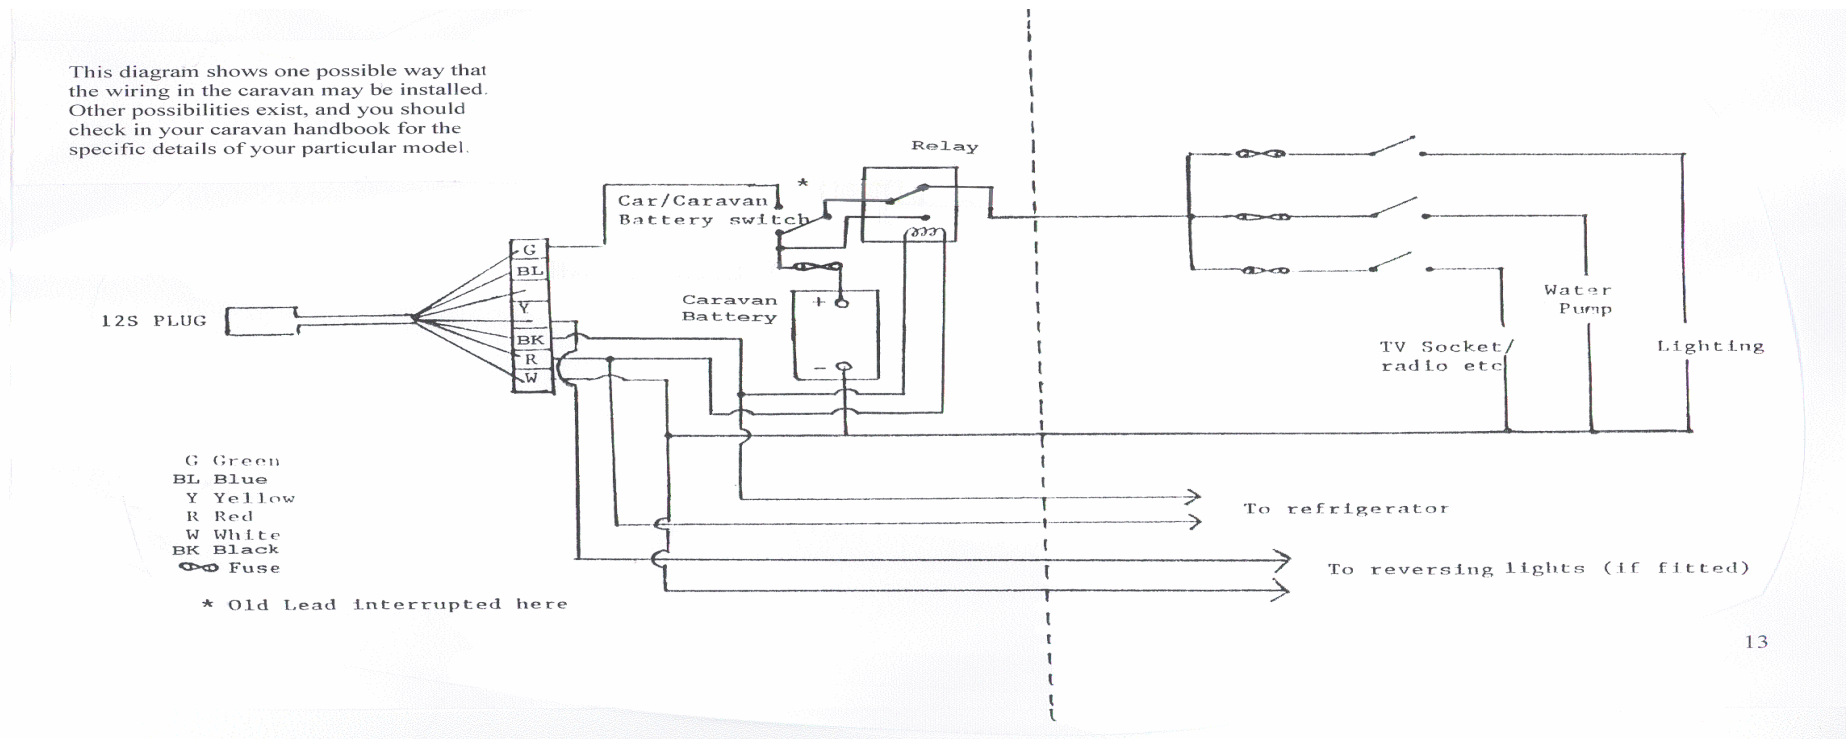 This diagram shows one possible way that
the wiring in the caravan may be installed.
Other possibilities exist, and you should
check in your caravan handbook for the
specific details of your particular model.
Relay
*
Car/Caravan
Battery switch
G
BL
Y
BK
R
W
12S PLUG
Caravan
Battery
+
-
Water
Pump
TV Socket/
radio etc
Lighting
G Green
BL Blue
Y Yellow
R Red
W White
BK Black
Fuse
* Old Lead interrupted here
To refrigerator
To reversing lights (if fitted)
13